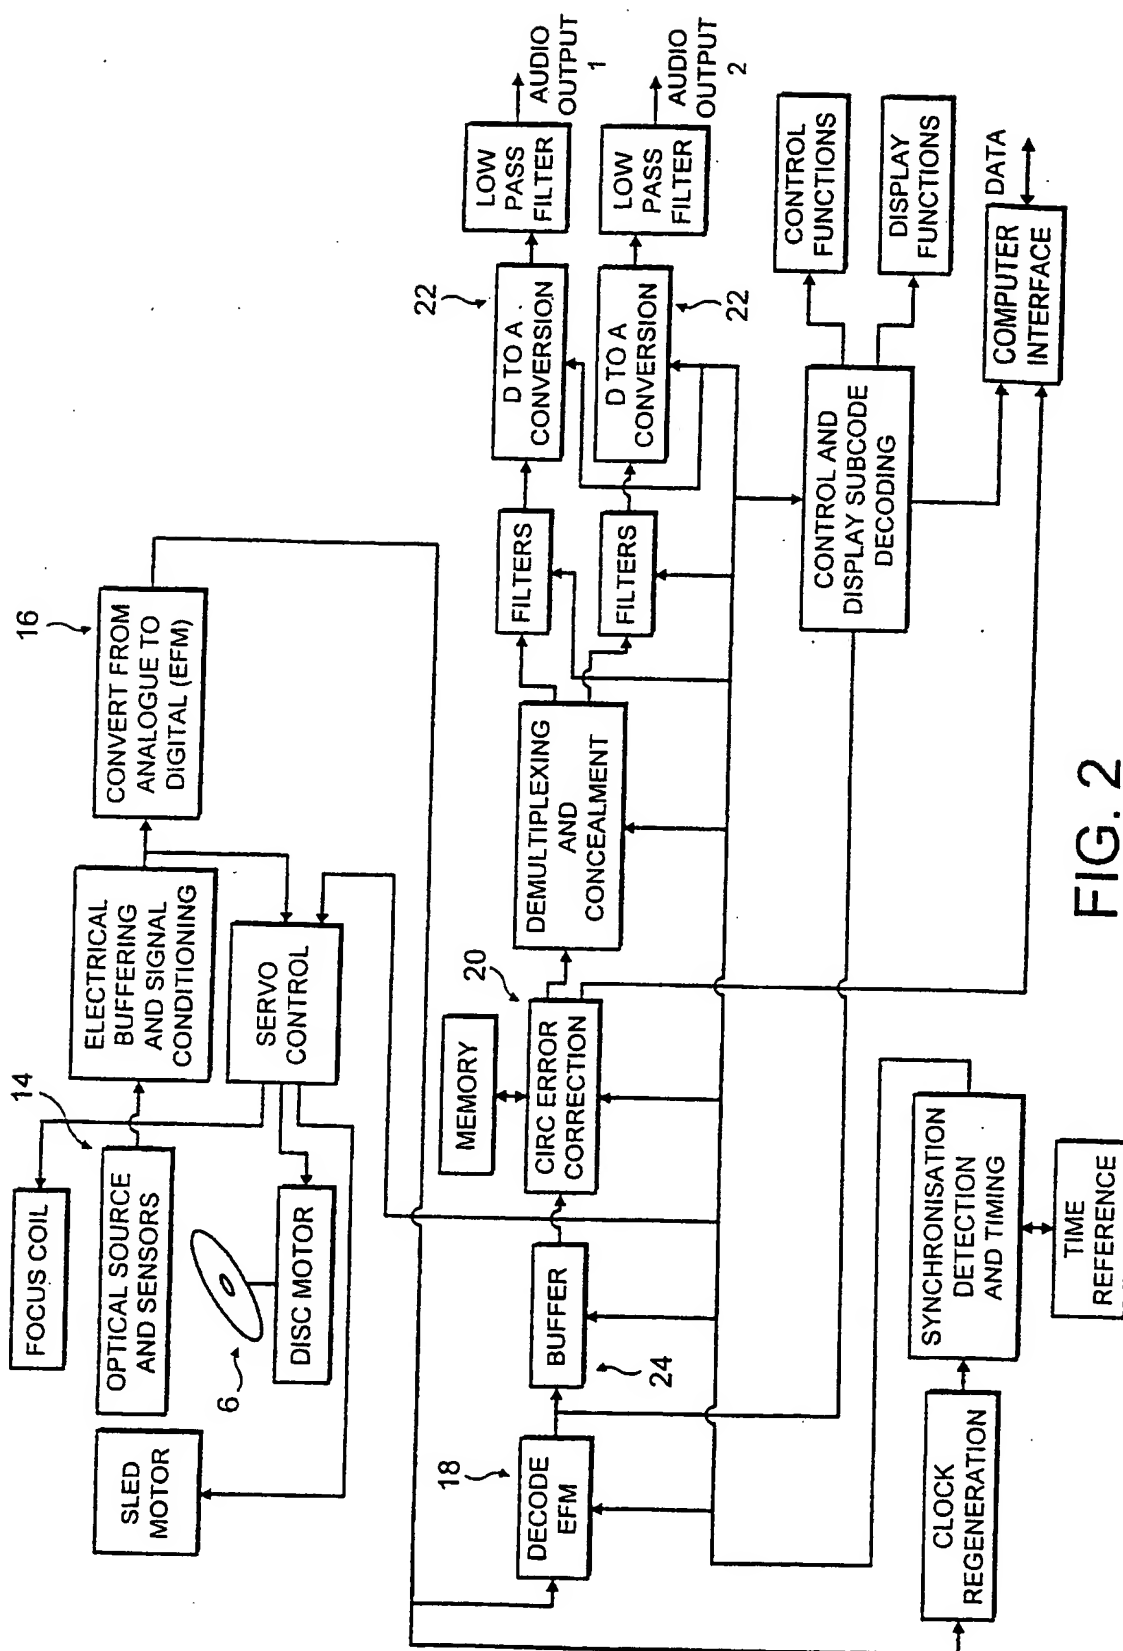 FOCUS COIL
14
OPTICAL SOURCE
AND SENSORS
SLED
MOTOR
6
DISC MOTOR
ELECTRICAL
BUFFERING
AND SIGNAL
CONDITIONING
SERVO
CONTROL
16
CONVERT FROM
ANALOGUE TO
DIGITAL (EFM)
18
DECODE
EFM
BUFFER
24
MEMORY
20
CIRC ERROR
CORRECTION
DEMULTIPLEXING
AND
CONCEALMENT
FILTERS
FILTERS
22
D TO A
CONVERSION
D TO A
CONVERSION
22
LOW
PASS
FILTER
LOW
PASS
FILTER
AUDIO
OUTPUT
1
AUDIO
OUTPUT
2
CONTROL AND
DISPLAY SUBCODE
DECODING
CONTROL
FUNCTIONS
DISPLAY
FUNCTIONS
COMPUTER
INTERFACE
DATA
CLOCK
REGENERATION
SYNCHRONISATION
DETECTION
AND TIMING
TIME
REFERENCE
FIG. 2